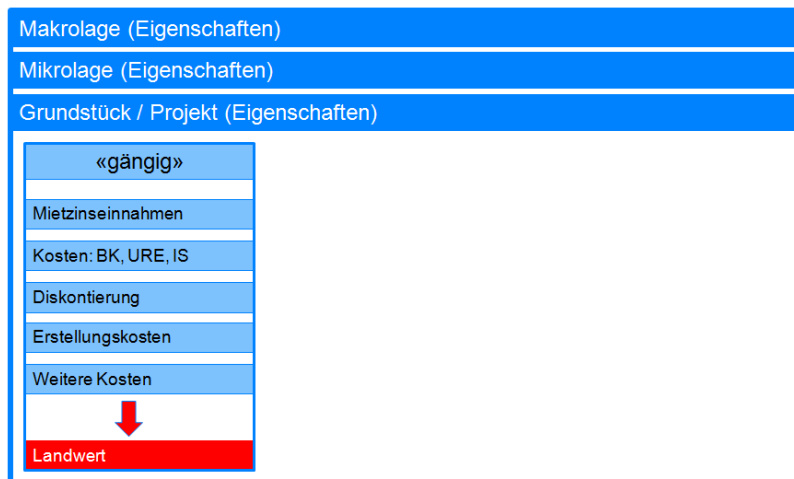 Makrolage (Eigenschaften)
Mikrolage (Eigenschaften)
Grundstück / Projekt (Eigenschaften)
«gängig»
Mietzinseinnahmen
Kosten: BK, URE, IS
Diskontierung
Erstellungskosten
Weitere Kosten
Landwert